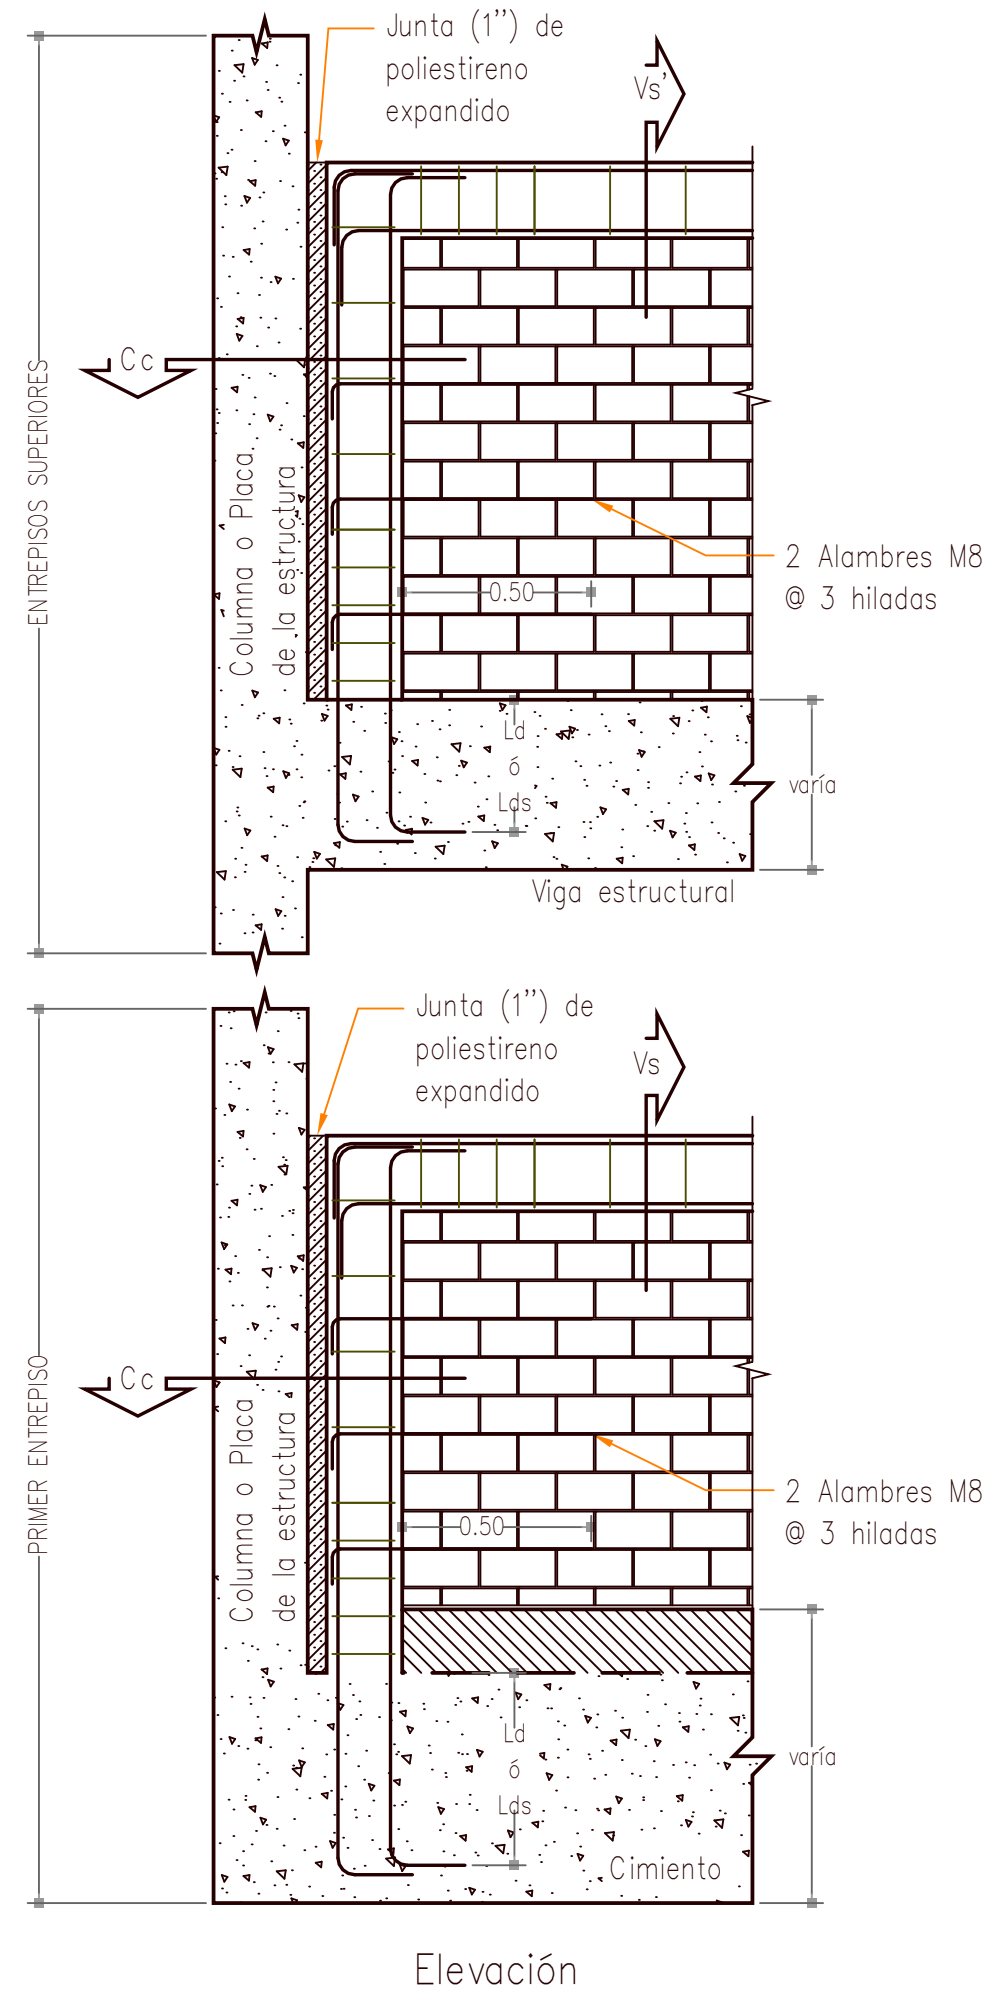 Junta (1") de
poliestireno
expandido
Vs'
Cc
ENTREPISOS SUPERIORES
Columna o Placa
de la estructura
2 Alambres M8
@ 3 hiladas
0.50
Ld
ó
Lds
varía
Viga estructural
Junta (1") de
poliestireno
expandido
Vs
Cc
PRIMER ENTREPISO
Columna o Placa
de la estructura
2 Alambres M8
@ 3 hiladas
0.50
Ld
ó
Lds
varía
Cimiento
Elevación